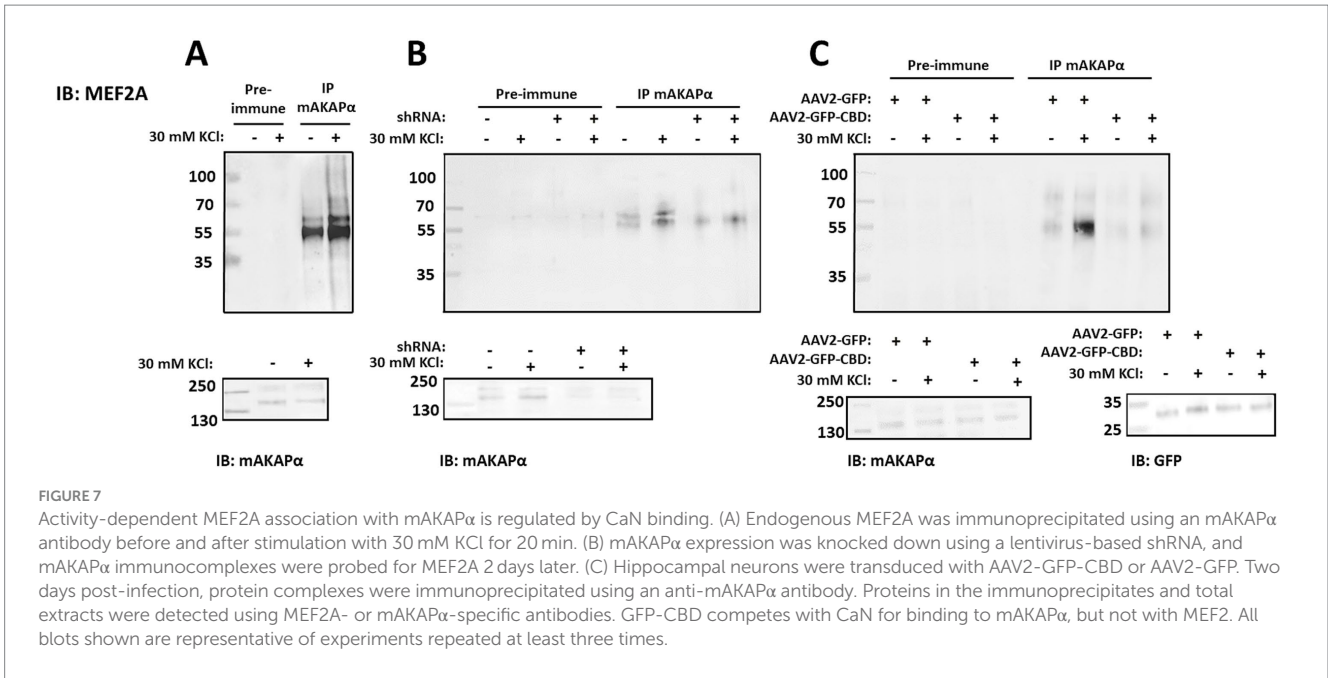 A
B
C
IB: MEF2A
Pre-
immune
IP
mAKAPα
30 mM KCl: - + - +
100
70
55
35
30 mM KCl: - +
250
130
IB: mAKAPα
Pre-immune IP mAKAPα
shRNA: - + + - + +
30 mM KCl: - + - + - + - +
100
70
55
35
shRNA: - - + +
30 mM KCl: - + - +
250
130
IB: mAKAPα
Pre-immune IP mAKAPα
AAV2-GFP: + + + +
AAV2-GFP-CBD: + + + +
30 mM KCl: - + - + - + - +
100
70
55
35
AAV2-GFP: + +
AAV2-GFP-CBD: + +
30 mM KCl: - + - +
250
130
IB: mAKAPα
AAV2-GFP: + +
AAV2-GFP-CBD: + +
30 mM KCl: - + - +
35
25
IB: GFP
FIGURE 7
Activity-dependent MEF2A association with mAKAPα is regulated by CaN binding. (A) Endogenous MEF2A was immunoprecipitated using an mAKAPα
antibody before and after stimulation with 30 mM KCl for 20 min. (B) mAKAPα expression was knocked down using a lentivirus-based shRNA, and
mAKAPα immunocomplexes were probed for MEF2A 2 days later. (C) Hippocampal neurons were transduced with AAV2-GFP-CBD or AAV2-GFP. Two
days post-infection, protein complexes were immunoprecipitated using an anti-mAKAPα antibody. Proteins in the immunoprecipitates and total
extracts were detected using MEF2A- or mAKAPα-specific antibodies. GFP-CBD competes with CaN for binding to mAKAPα, but not with MEF2. All
blots shown are representative of experiments repeated at least three times.